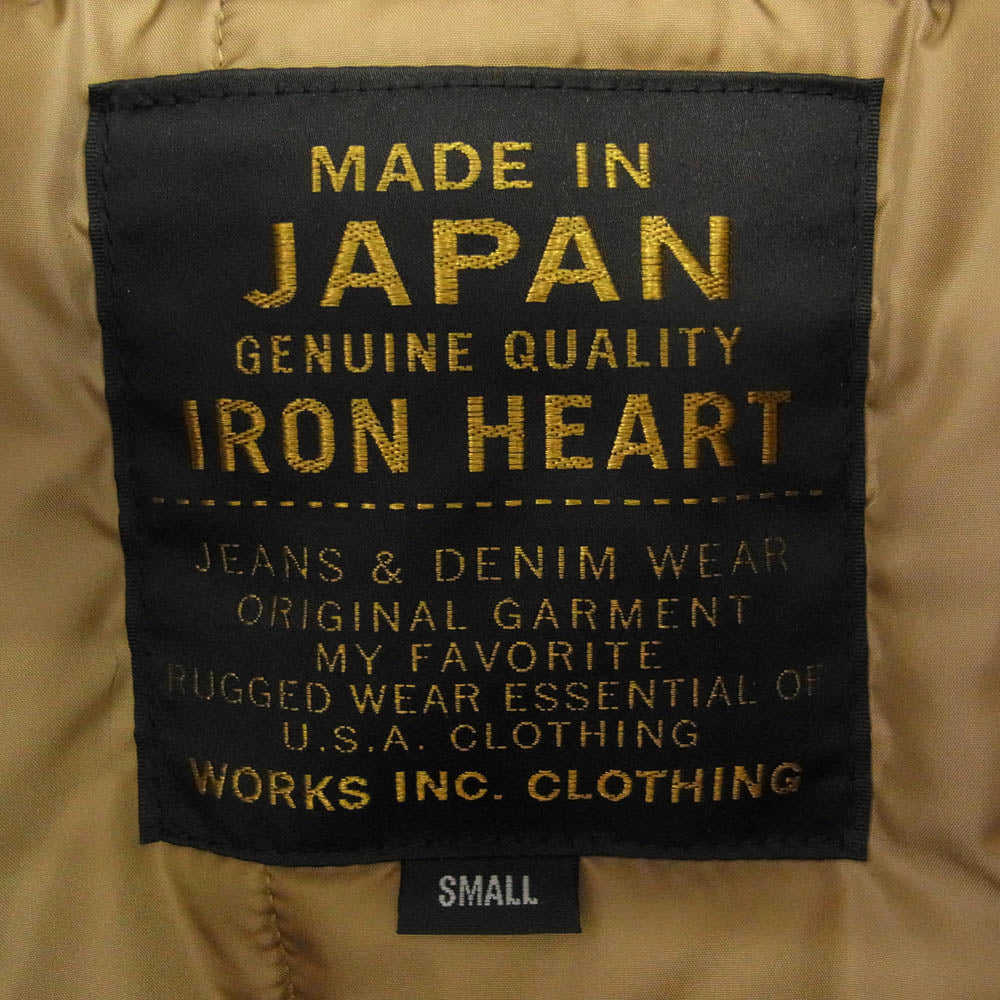 MADE IN
JAPAN
GENUINE QUALITY
IRON HEART
JEANS & DENIM WEAR
ORIGINAL GARMENT
MY FAVORITE
RUGGED WEAR ESSENTIAL OF
U.S.A. CLOTHING
WORKS INC. CLOTHING
SMALL